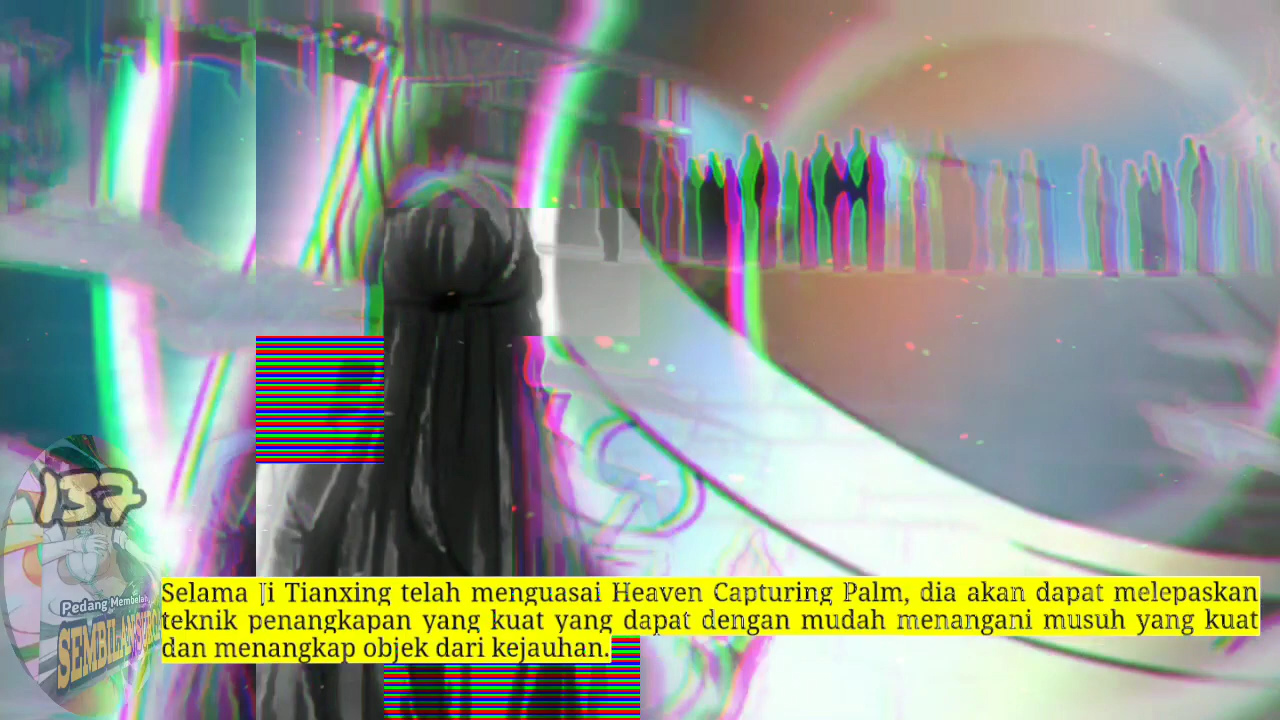 137
Pedang Membelah
Selama Ji Tianxing telah menguasai Heaven Capturing Palm, dia akan dapat melepaskan
teknik penangkapan yang kuat yang dapat dengan mudah menangani musuh yang kuat
dan menangkap objek dari kejauhan.